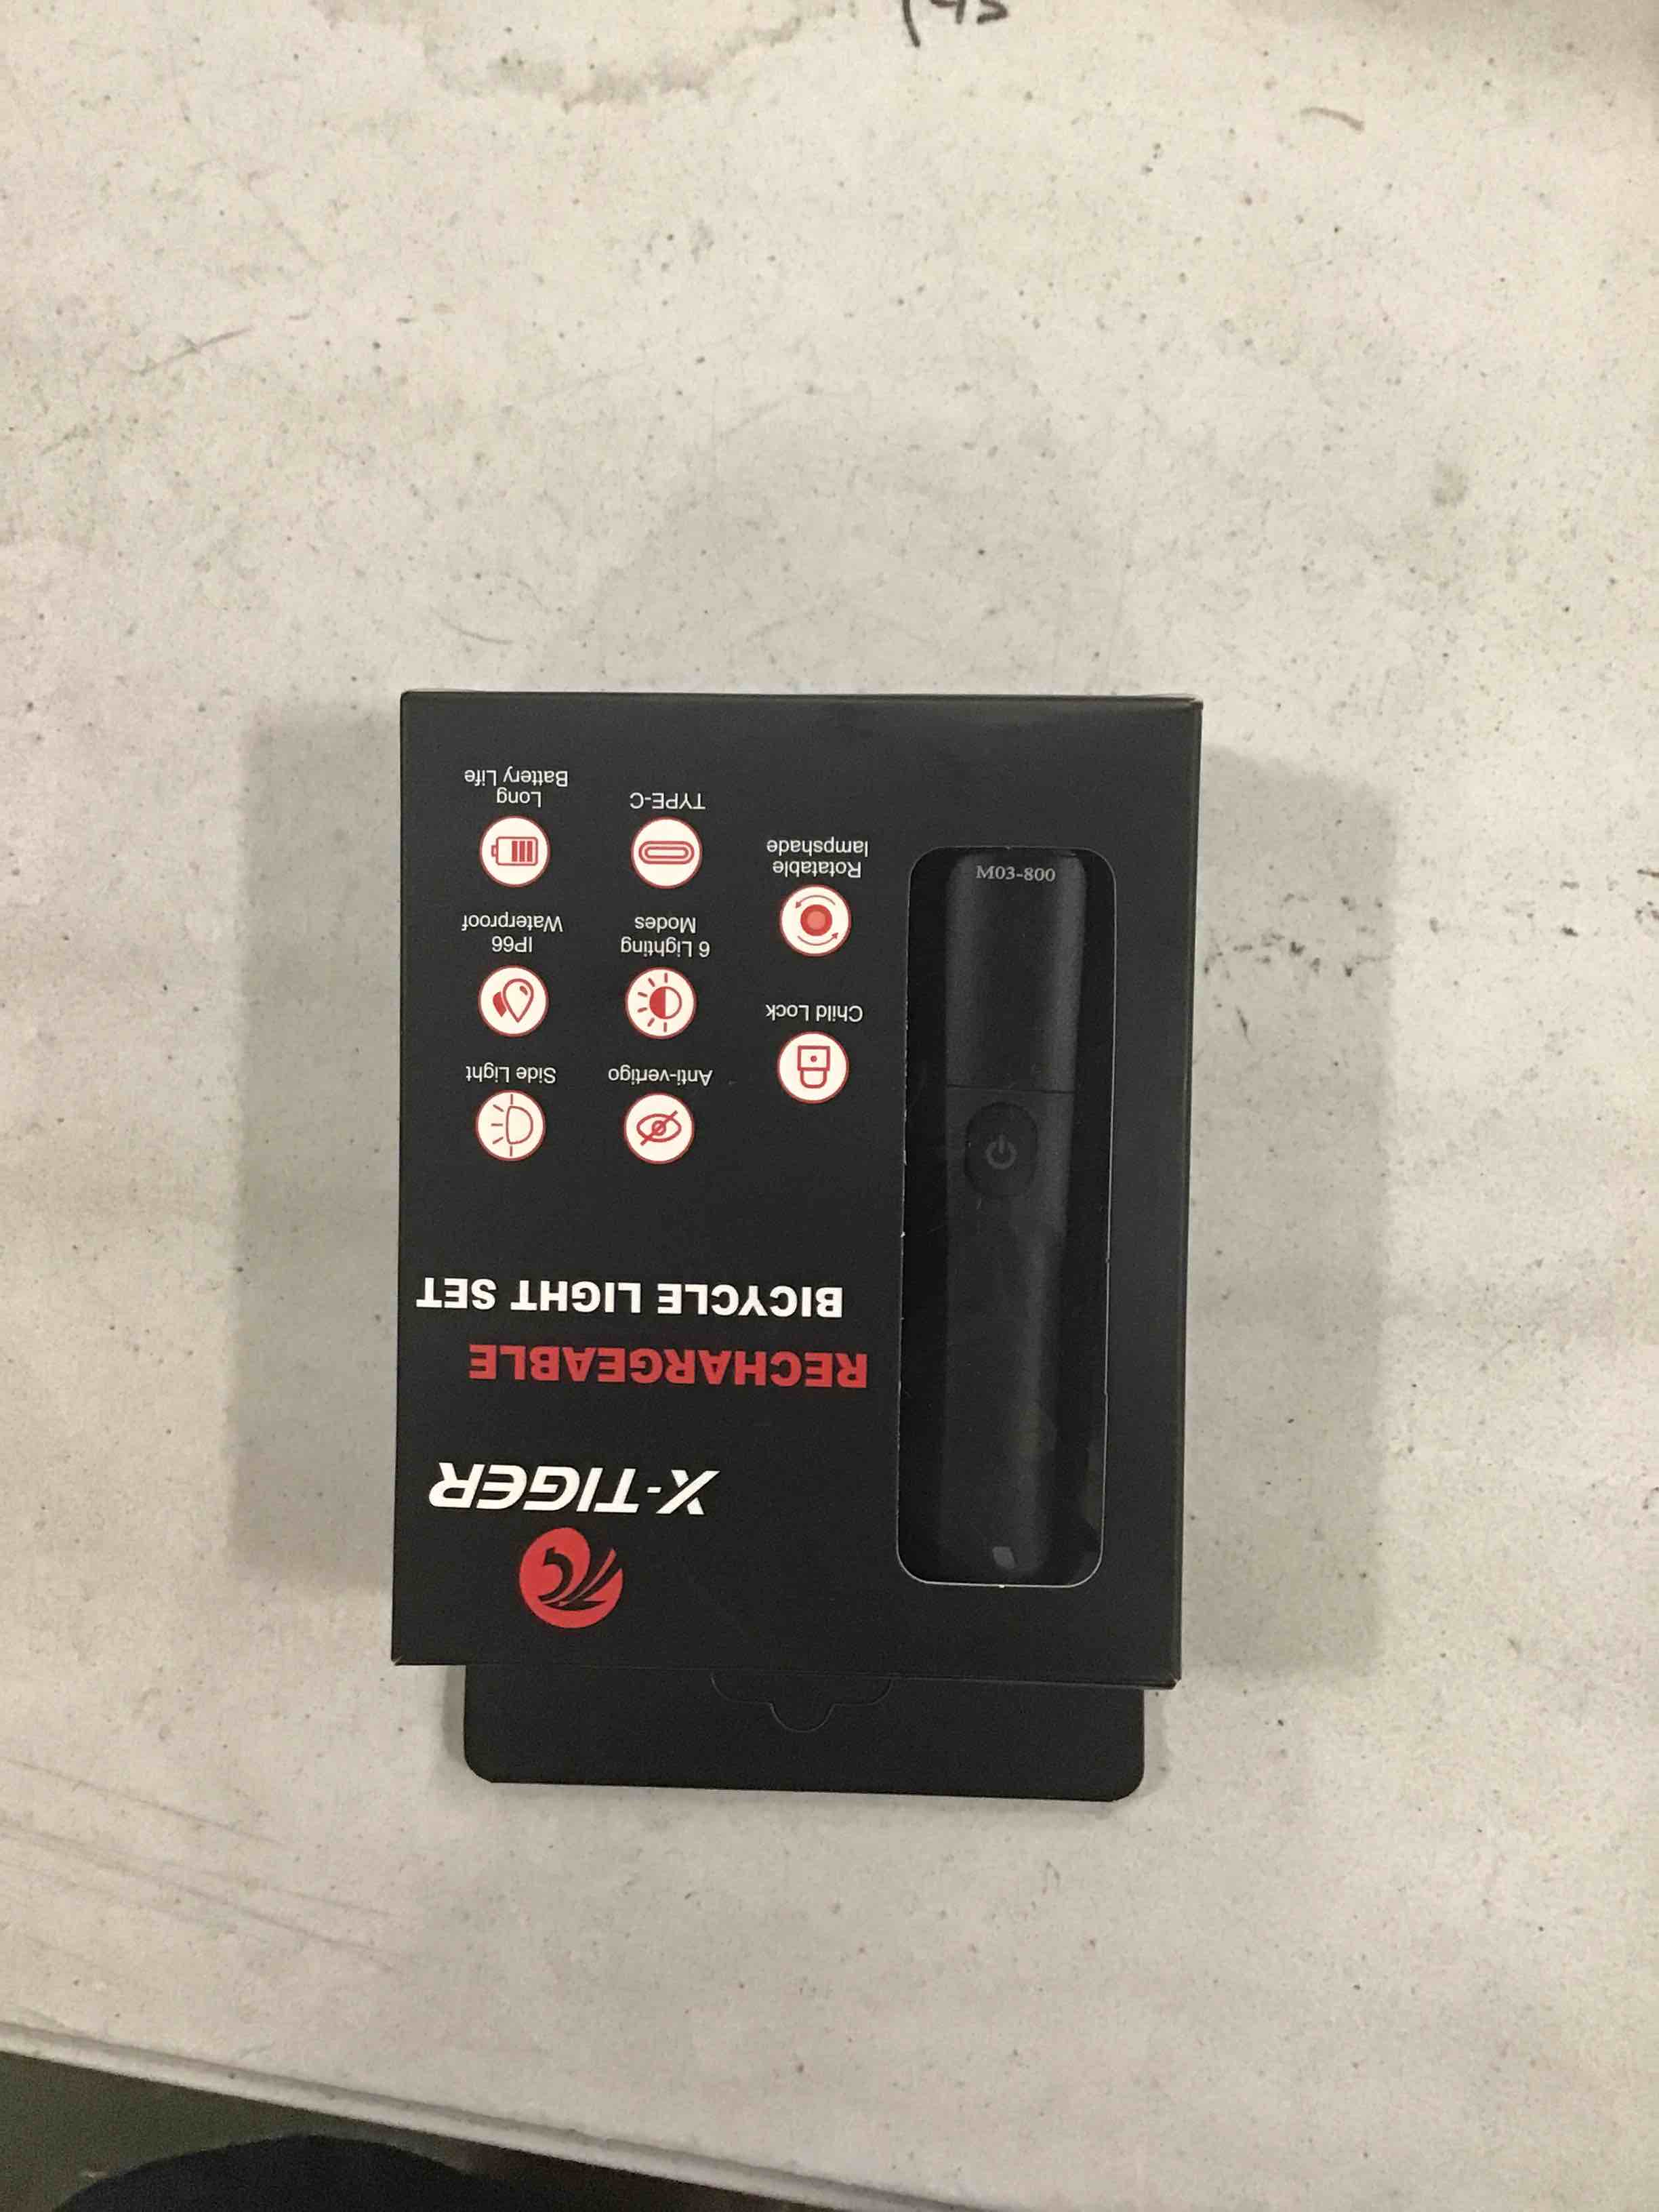 X-TIGER
RECHARGEABLE
BICYCLE LIGHT SET
Side Light
Anti-vertigo
Child Lock
IP66
Waterproof
6 Lighting
Modes
Rotatable
lampshade
Long
Battery Life
TYPE-C
M03-800